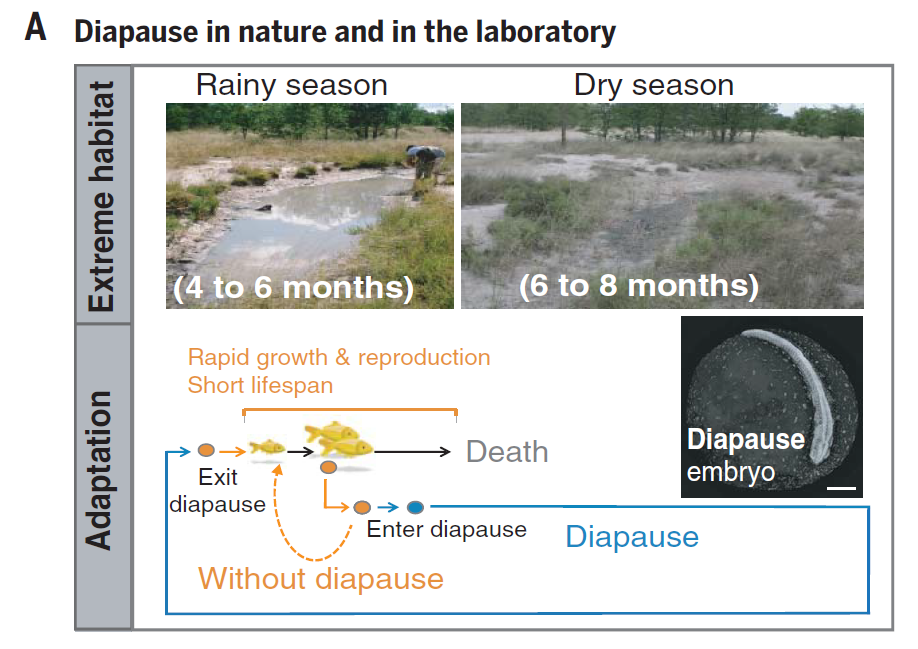 A Diapause in nature and in the laboratory
Extreme habitat
Rainy season
Dry season
(4 to 6 months)
(6 to 8 months)
Adaptation
Rapid growth & reproduction
Short lifespan
Death
Diapause
embryo
Exit
diapause
Enter diapause
Diapause
Without diapause